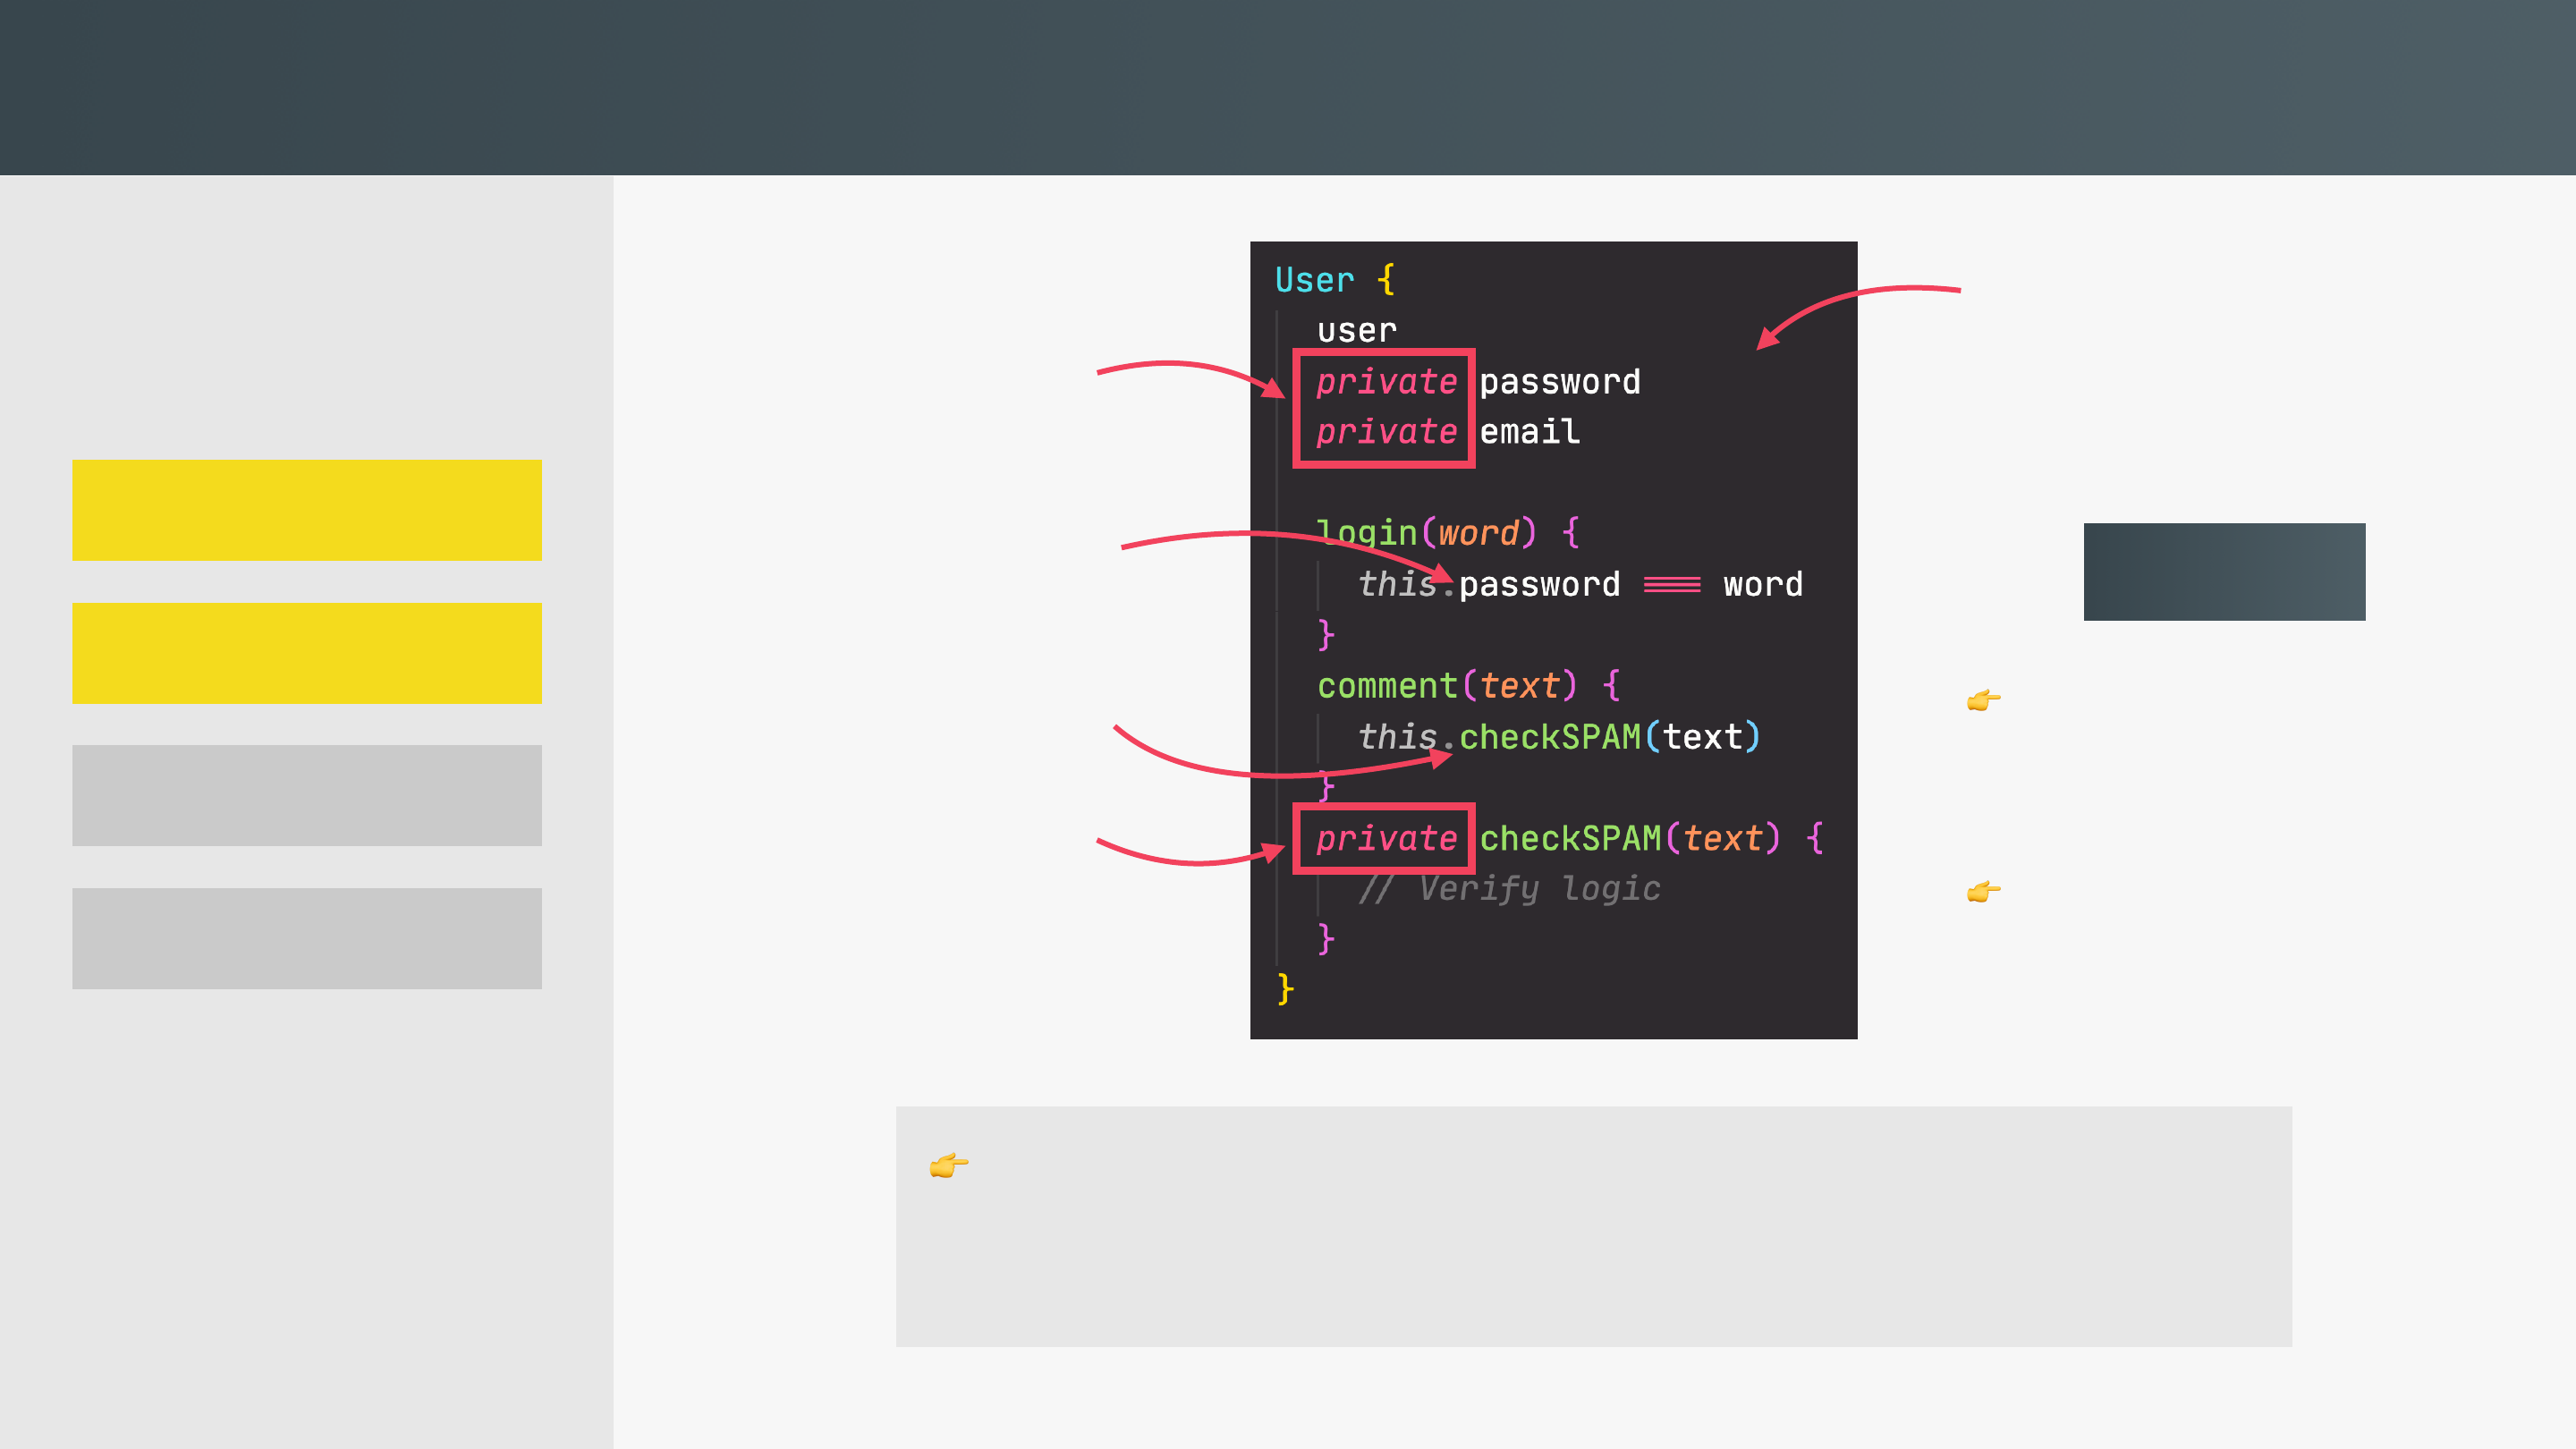 User {
user
private password
private email
login(word) {
this.password === word
}
comment(text) {
this.checkSPAM(text)
}
private checkSPAM(text) {
// Verify logic
}
}